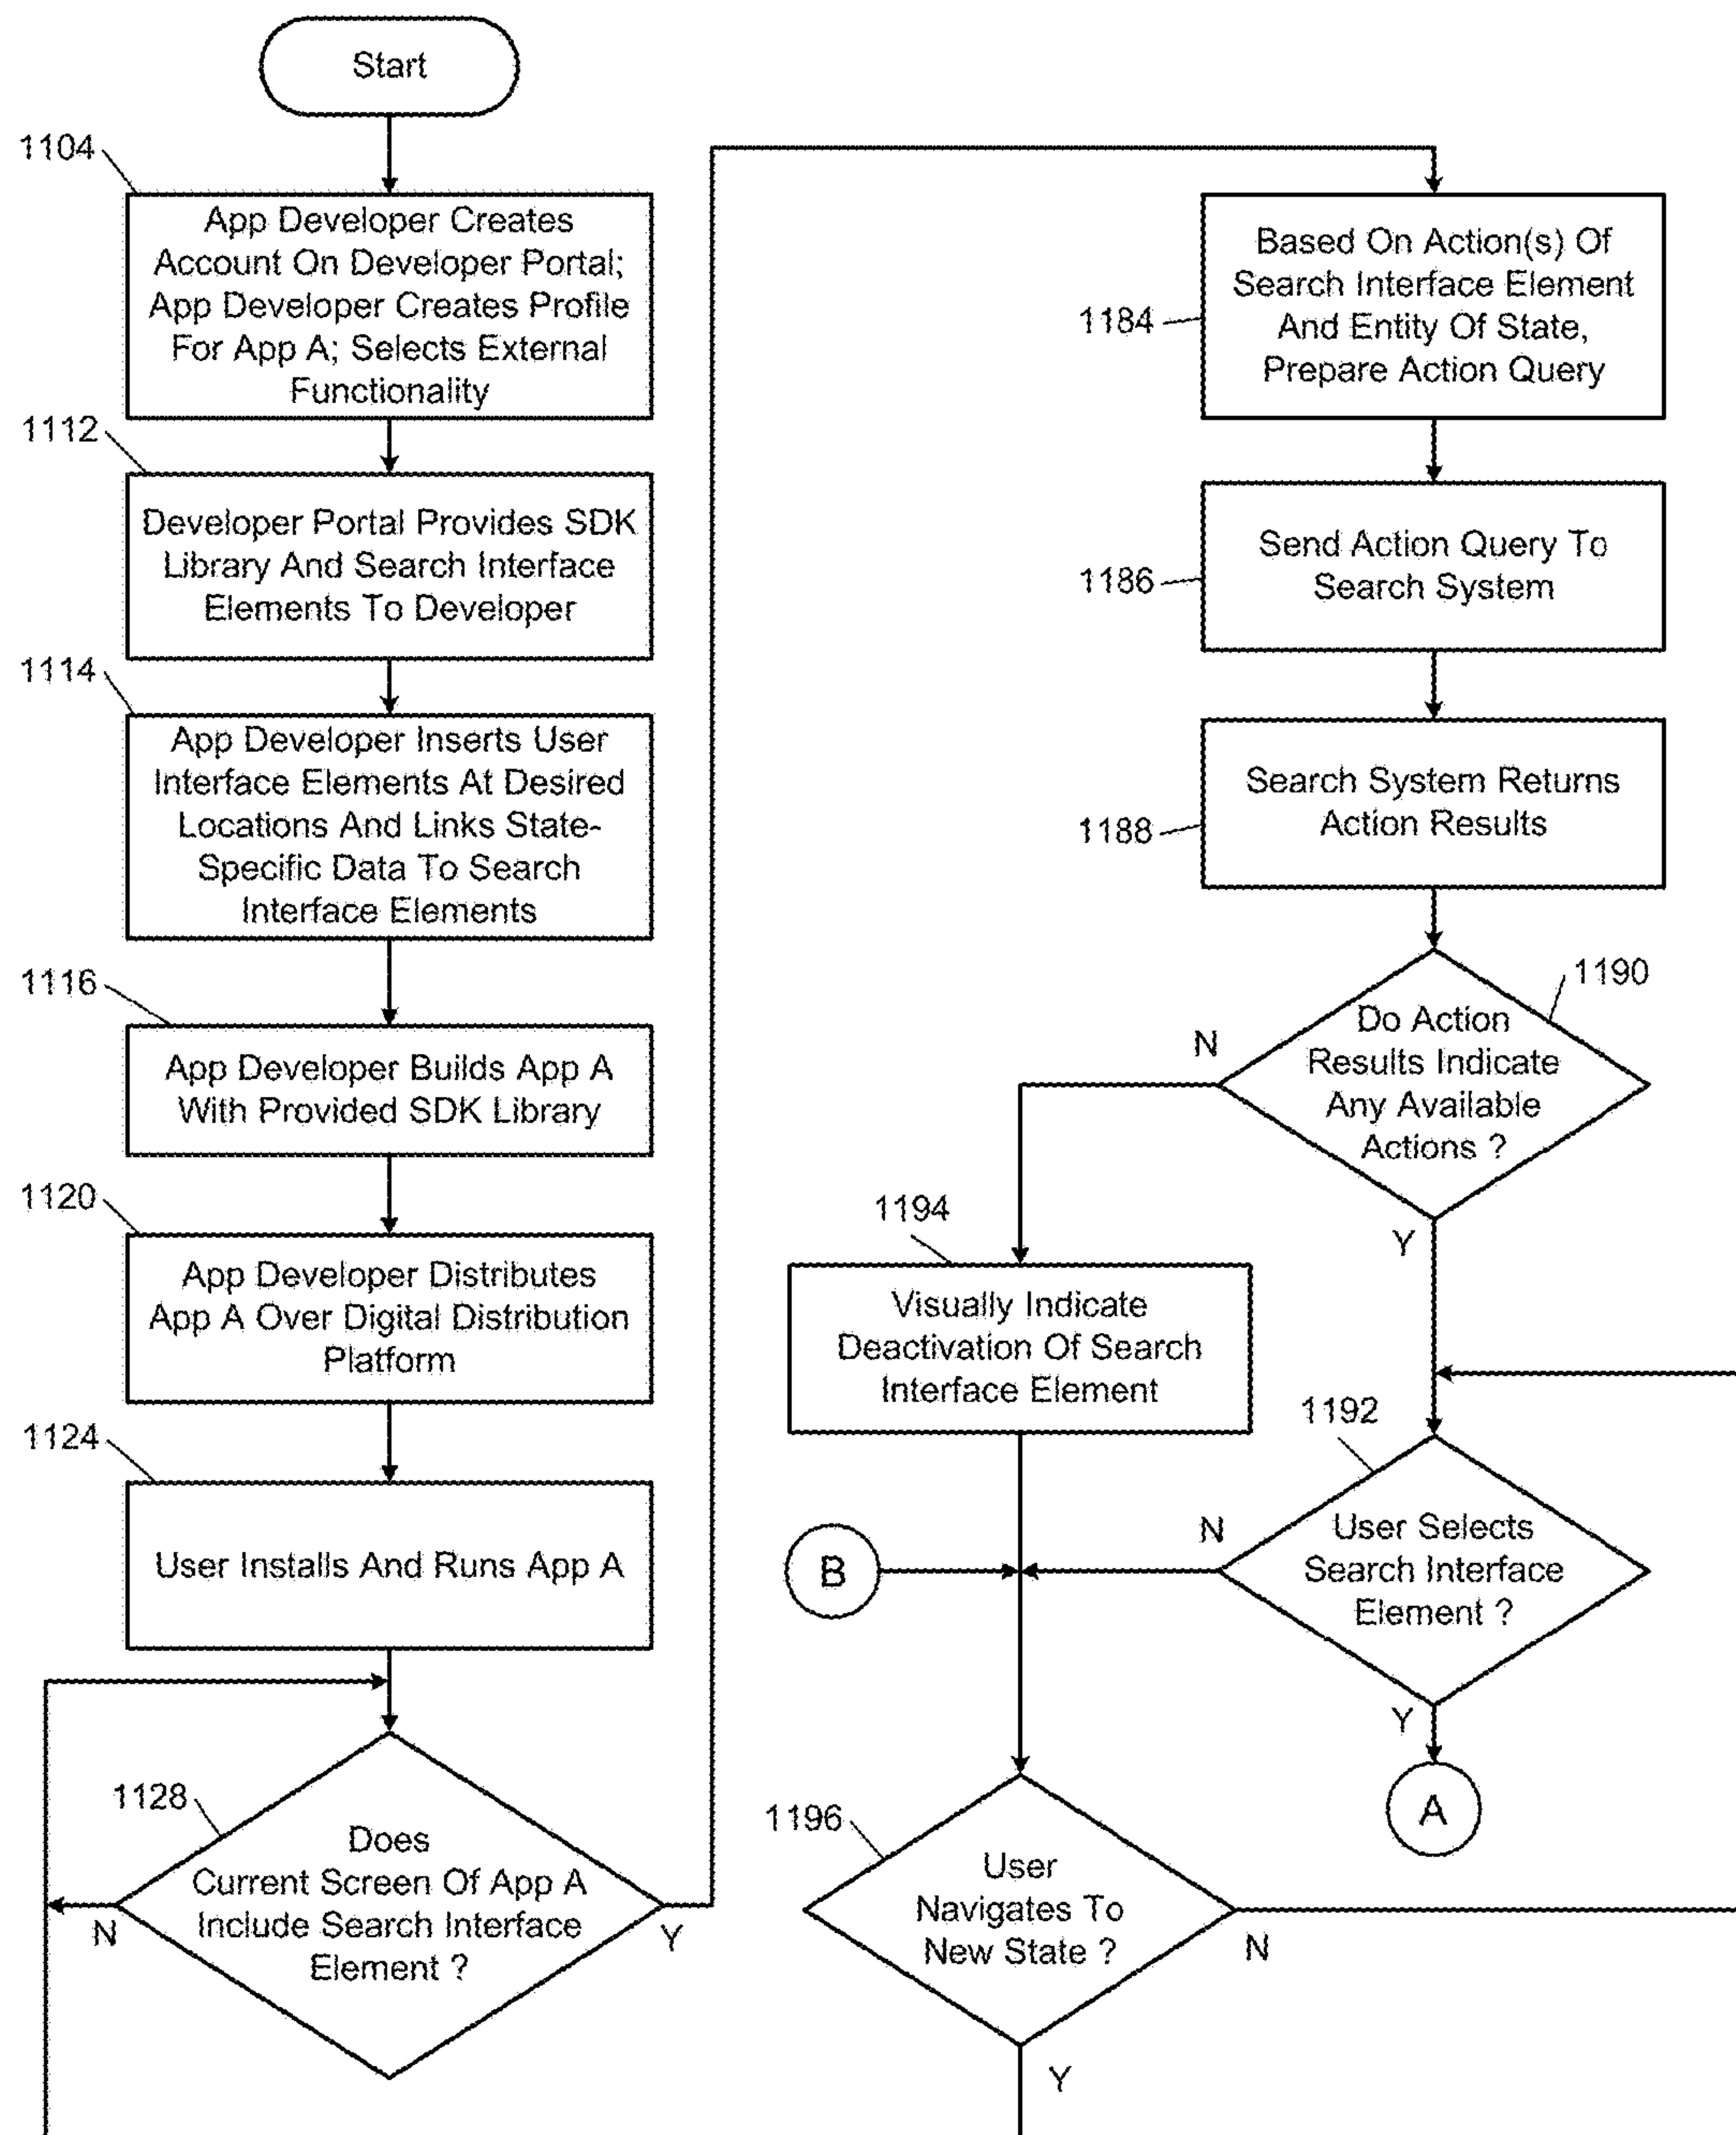 Start
1104
App Developer Creates
Account On Developer Portal;
App Developer Creates Profile
For App A; Selects External
Functionality
1112
Developer Portal Provides SDK
Library And Search Interface
Elements To Developer
1114
App Developer Inserts User
Interface Elements At Desired
Locations And Links State-
Specific Data To Search
Interface Elements
1116
App Developer Builds App A
With Provided SDK Library
1120
App Developer Distributes
App A Over Digital Distribution
Platform
1124
User Installs And Runs App A
1128
Does
Current Screen Of App A
Include Search Interface
Element ?
N
Y
1184
Based On Action(s) Of
Search Interface Element
And Entity Of State,
Prepare Action Query
1186
Send Action Query To
Search System
1188
Search System Returns
Action Results
1190
Do Action
Results Indicate
Any Available
Actions ?
N
Y
1194
Visually Indicate
Deactivation Of Search
Interface Element
1192
User Selects
Search Interface
Element ?
N
Y
B
A
1196
User
Navigates To
New State ?
N
Y